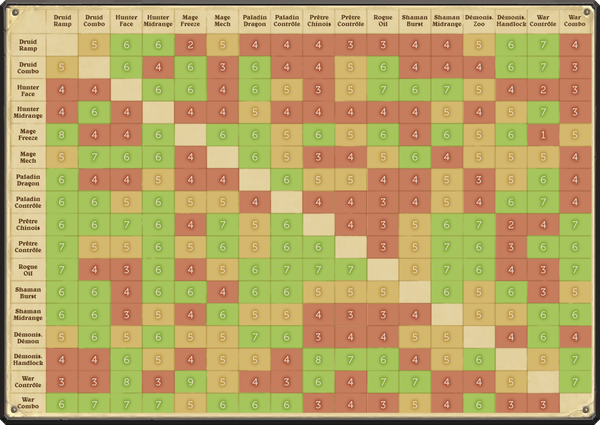 Druid Druid Hunter Hunter Mage Mage Paladin Paladin Prêtre Prêtre Rogue Shaman Shaman Démonis. Démonis. War War
Ramp Combo Face Midrange Freeze Mech Dragon Contrôle Chinois Contrôle Oil Burst Midrange Zoo Handlock Contrôle Combo
Druid
Ramp 5 6 6 2 5 4 4 4 3 3 4 4 5 6 7 4
Druid
Combo 5 6 4 6 3 6 4 4 5 6 4 4 4 6 7 3
Hunter
Face 4 4 6 6 4 6 5 3 5 7 6 7 5 4 2 3
Hunter
Midrange 4 6 4 4 4 5 4 4 4 4 4 5 4 5 7 3
Mage
Freeze 8 4 4 6 6 6 5 6 5 6 4 6 5 6 1 5
Mage
Mech 5 7 6 6 4 6 5 3 4 5 6 4 5 5 5 4
Paladin
Dragon 6 4 4 5 4 4 6 5 5 4 4 5 3 5 6 4
Paladin
Contrôle 6 6 5 6 5 5 4 4 4 3 4 5 4 6 7 4
Prêtre
Chinois 6 6 7 6 4 7 5 6 4 3 5 6 7 2 4 7
Prêtre
Contrôle 7 5 5 6 5 6 5 6 6 3 5 7 6 3 6 6
Rogue
Oil 7 4 3 6 4 5 6 7 7 7 5 7 6 4 3 7
Shaman
Burst 6 6 4 6 6 4 6 6 5 5 5 6 5 6 3 5
Shaman
Midrange 6 6 3 5 4 6 5 5 4 3 3 4 5 5 6 6
Démonis.
Démon 5 6 5 6 5 5 7 6 3 4 4 5 5 4 6 4
Démonis.
Handlock 4 4 6 5 4 5 5 4 8 7 6 4 5 6 5 7
War
Contrôle 3 3 8 3 9 5 4 3 6 4 7 7 4 4 5 7
War
Combo 6 7 7 7 5 6 6 6 3 4 3 5 4 6 3 3